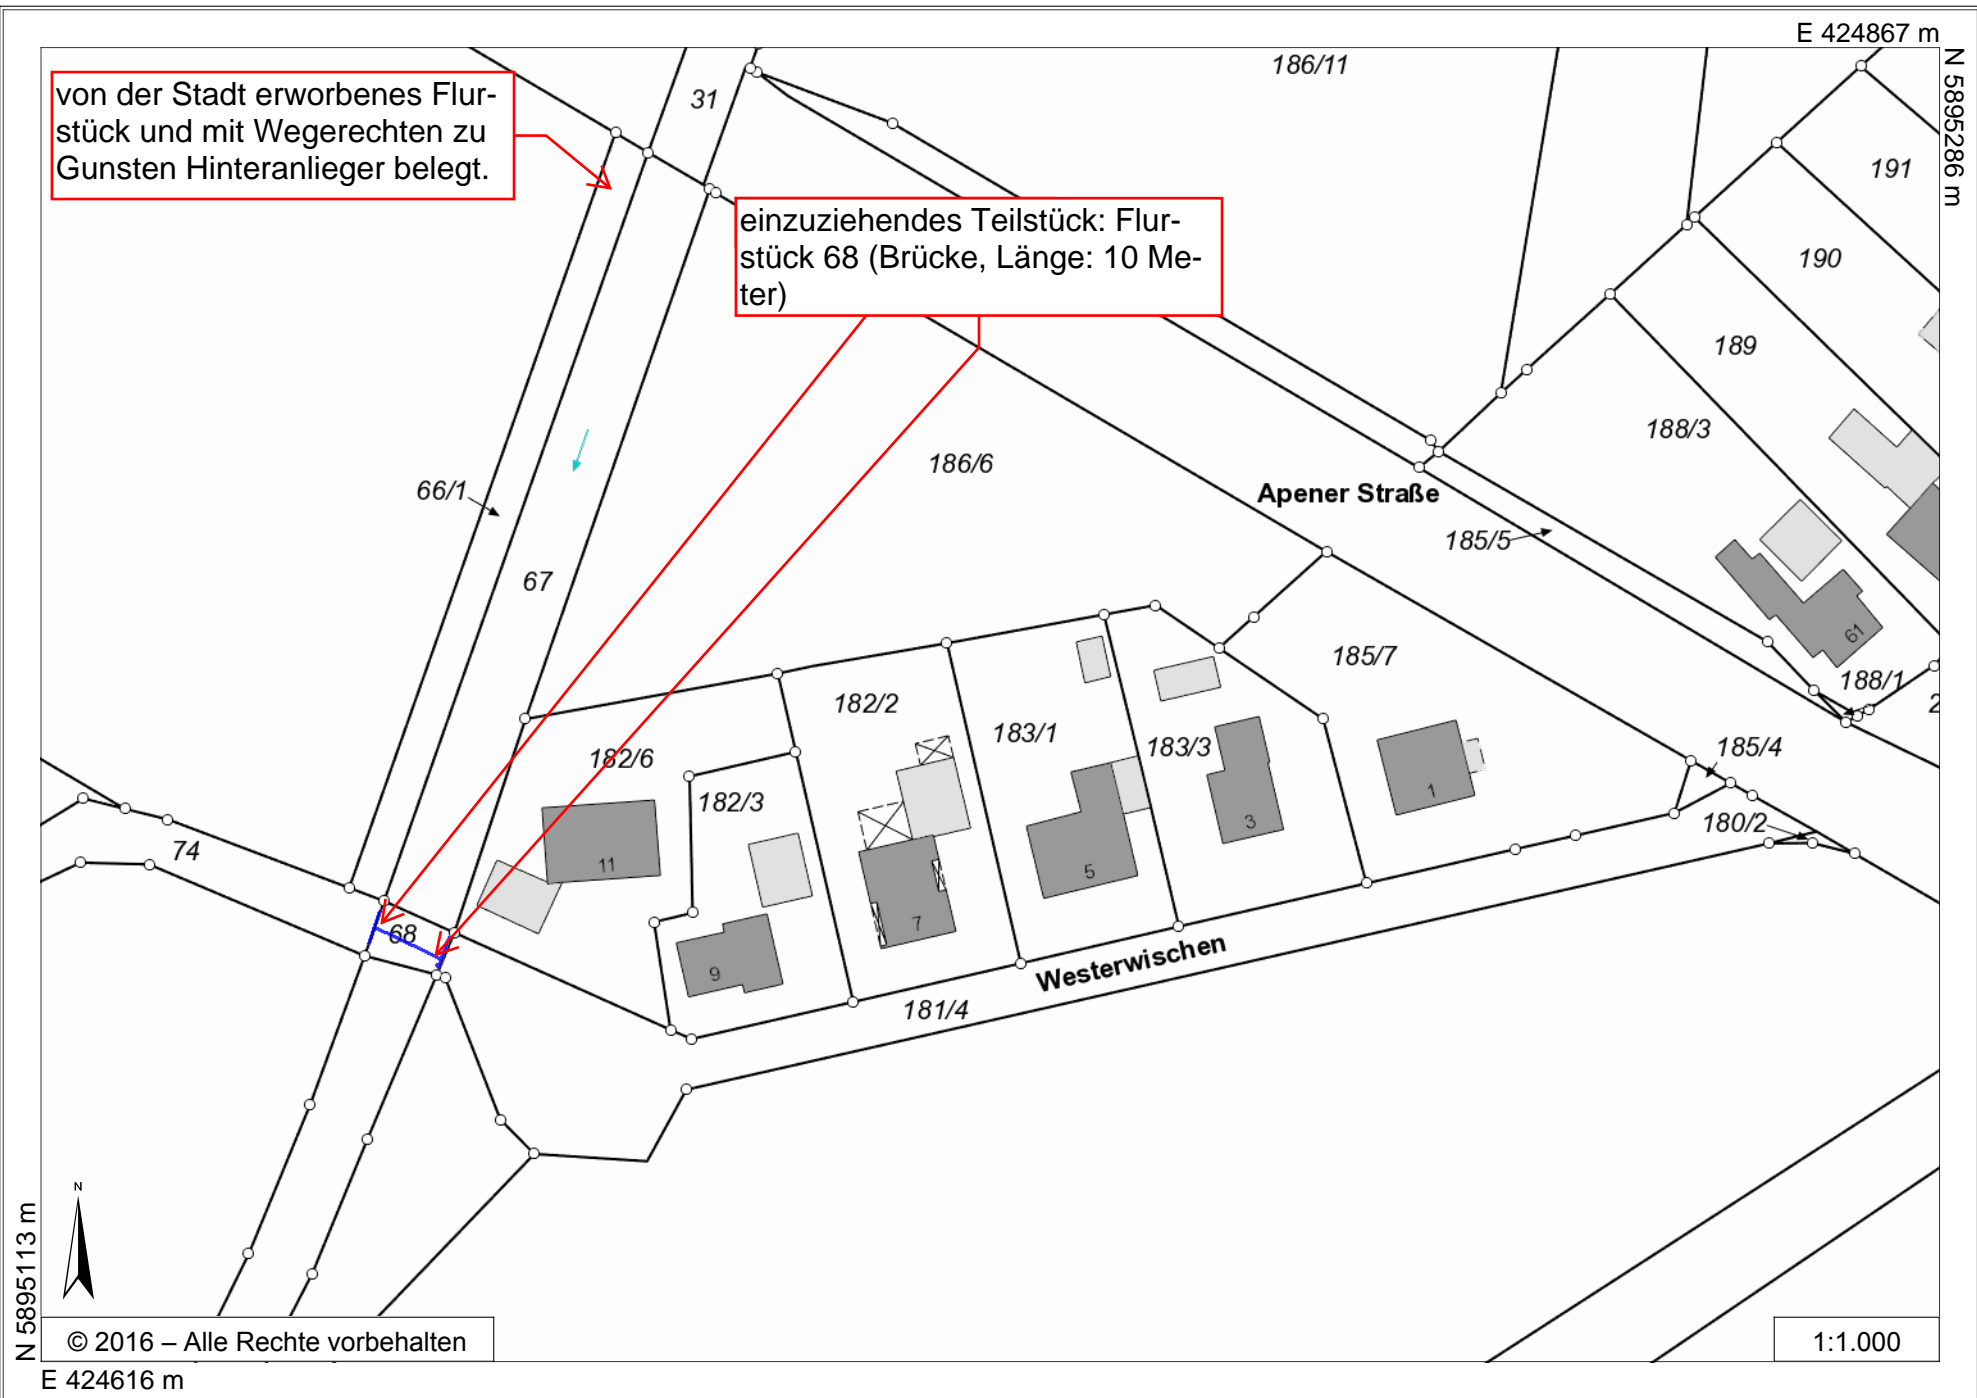 E 424867 m
N 5895286 m
von der Stadt erworbenes Flur-
stück und mit Wegerechten zu
Gunsten Hinteranlieger belegt.
31
186/11
191
einzuziehendes Teilstück: Flur-
stück 68 (Brücke, Länge: 10 Me-
ter)
190
189
188/3
186/6
66/1
Apener Straße
185/5
67
61
185/7
188/1
2
182/2
183/1
183/3
185/4
182/6
182/3
1
180/2
3
74
11
5
7
68
9
Westerwischen
181/4
N
N 5895113 m
© 2016 – Alle Rechte vorbehalten
1:1.000
E 424616 m